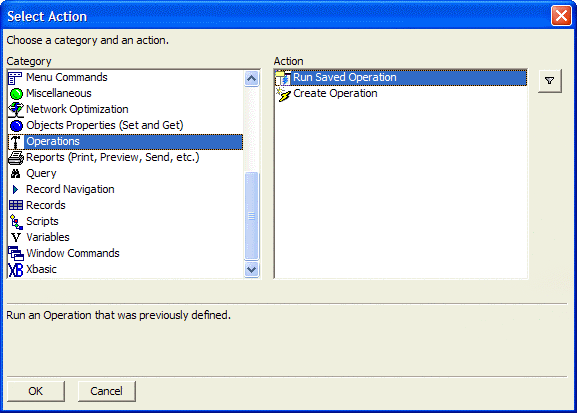 Select Action
Choose a category and an action.
Category
Menu Commands
Miscellaneous
Network Optimization
Objects Properties (Set and Get)
Operations
Reports (Print, Preview, Send, etc.)
Query
Record Navigation
Records
Scripts
Variables
Window Commands
Xbasic
Action
Run Saved Operation
Create Operation
Run an Operation that was previously defined.
OK Cancel